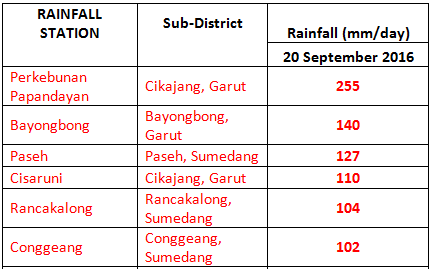 RAINFALL
STATION
Sub-District
Rainfall (mm/day)
20 September 2016
Perkebunan
Papandayan
Cikajang, Garut
255
Bayongbong
Bayongbong,
Garut
140
Paseh
Paseh, Sumedang
127
Cisaruni
Cikajang, Garut
110
Rancakalong
Rancakalong,
Sumedang
104
Conggeang
Conggeang,
Sumedang
102